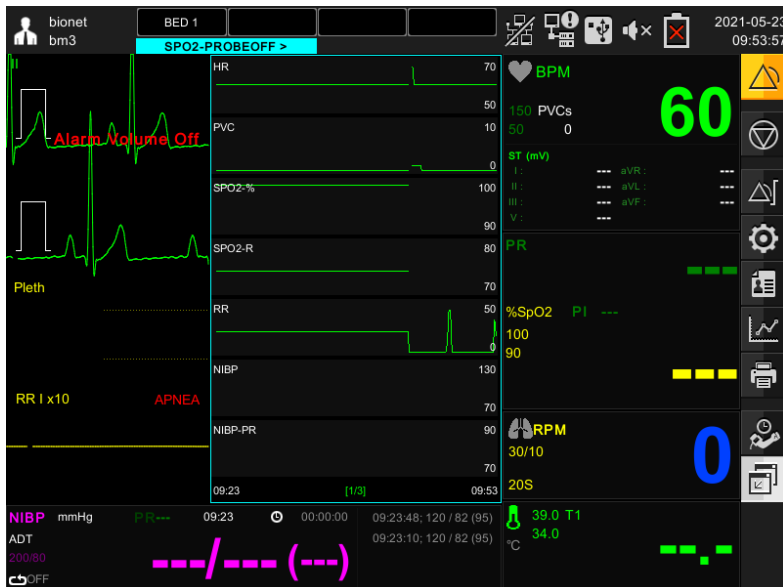 bionet
bm3
BED 1
SPO2-PROBEOFF >
2021-05-23
09:53:57
II
Alarm Volume Off
Pleth
RR I x10
APNEA
HR
70
50
PVC
10
0
SPO2-%
100
90
SPO2-R
80
70
RR
50
0
NIBP
130
70
NIBP-PR
90
70
09:23
[1/3]
09:53
BPM
150 PVCs
50 0
60
ST (mV)
I : --- aVR : ---
II : --- aVL : ---
III : --- aVF : ---
V : ---
PR
---
%SpO2 PI ---
100
90
---
RPM
30/10
20S
0
NIBP mmHg PR--- 09:23 00:00:00
ADT
200/80
OFF
---/--- (---)
09:23:48; 120 / 82 (95)
09:23:10; 120 / 82 (95)
39.0 T1
°C 34.0
--.-